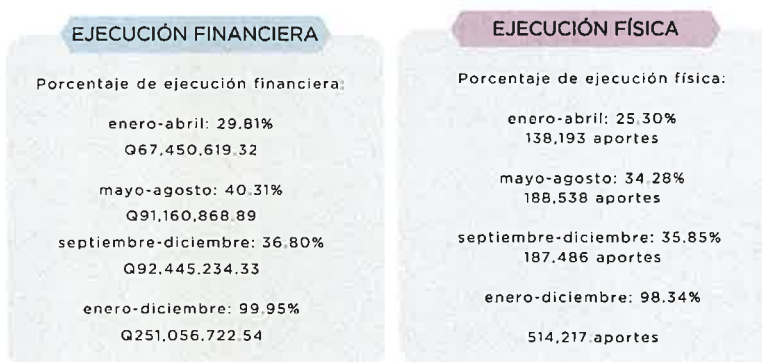 EJECUCIÓN FINANCIERA
Porcentaje de ejecución financiera:
enero-abril: 29.81%
Q67,450,619.32
mayo-agosto: 40.31%
Q91,160,868.89
septiembre-diciembre: 36.80%
Q92,445,234.33
enero-diciembre: 99.95%
Q251,056,722.54
EJECUCIÓN FÍSICA
Porcentaje de ejecución física:
enero-abril: 25.30%
138,193 aportes
mayo-agosto: 34.28%
188,538 aportes
septiembre-diciembre: 35.85%
187,486 aportes
enero-diciembre: 98.34%
514,217 aportes